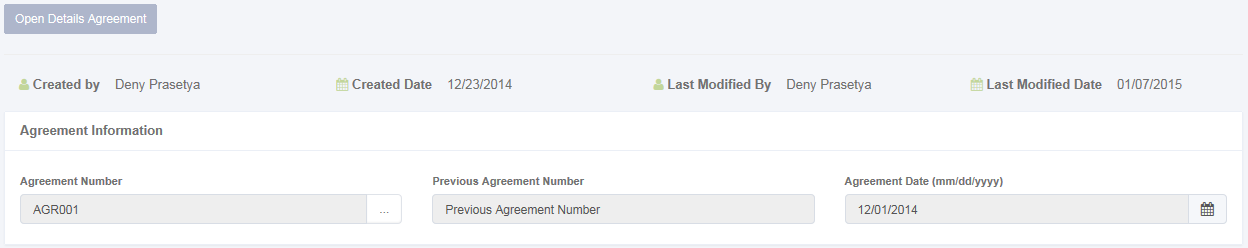 Open Details Agreement
Created by Deny Prasetya Created Date 12/23/2014 Last Modified By Deny Prasetya Last Modified Date 01/07/2015
Agreement Information
Agreement Number Previous Agreement Number Agreement Date (mm/dd/yyyy)
AGR001 ... Previous Agreement Number 12/01/2014